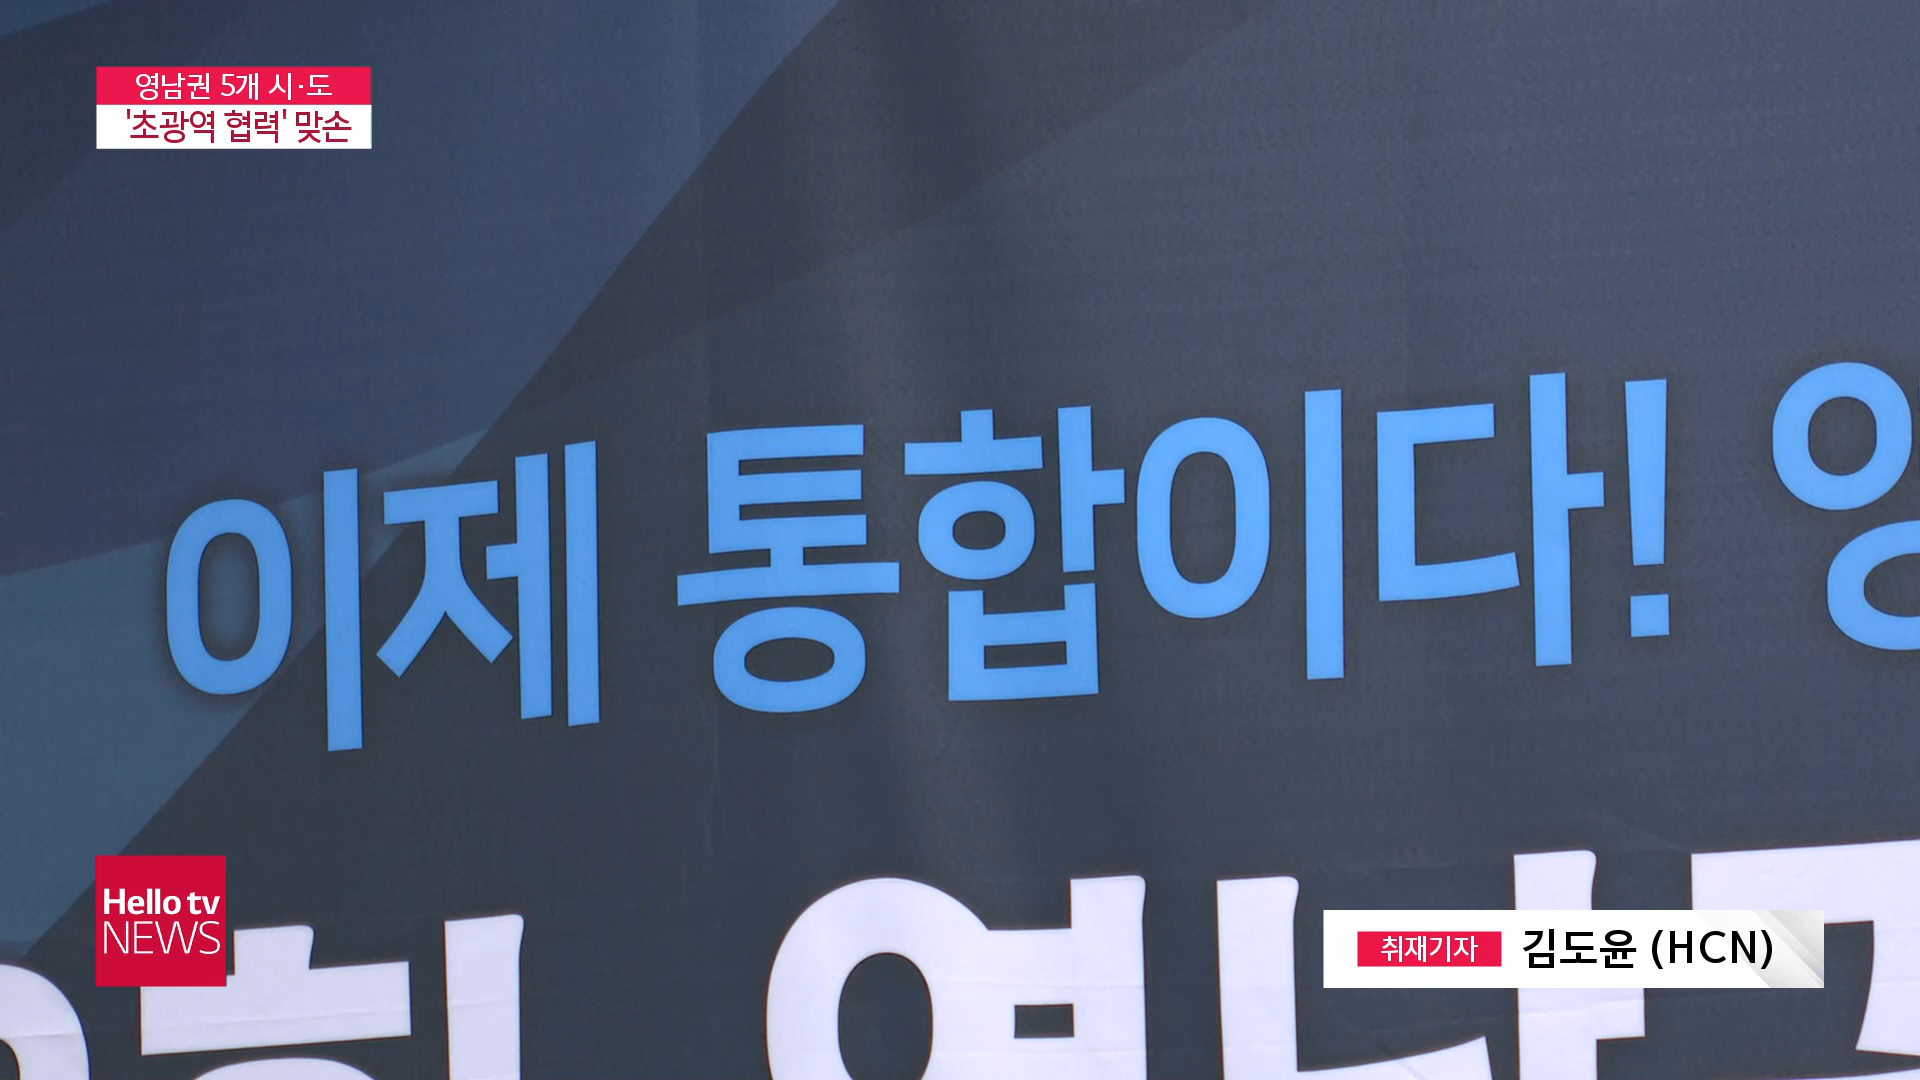 영남권 5개 시·도
'초광역 협력' 맞손
이제 통합이다!
Hello tv
NEWS
취재기자 김도윤 (HCN)